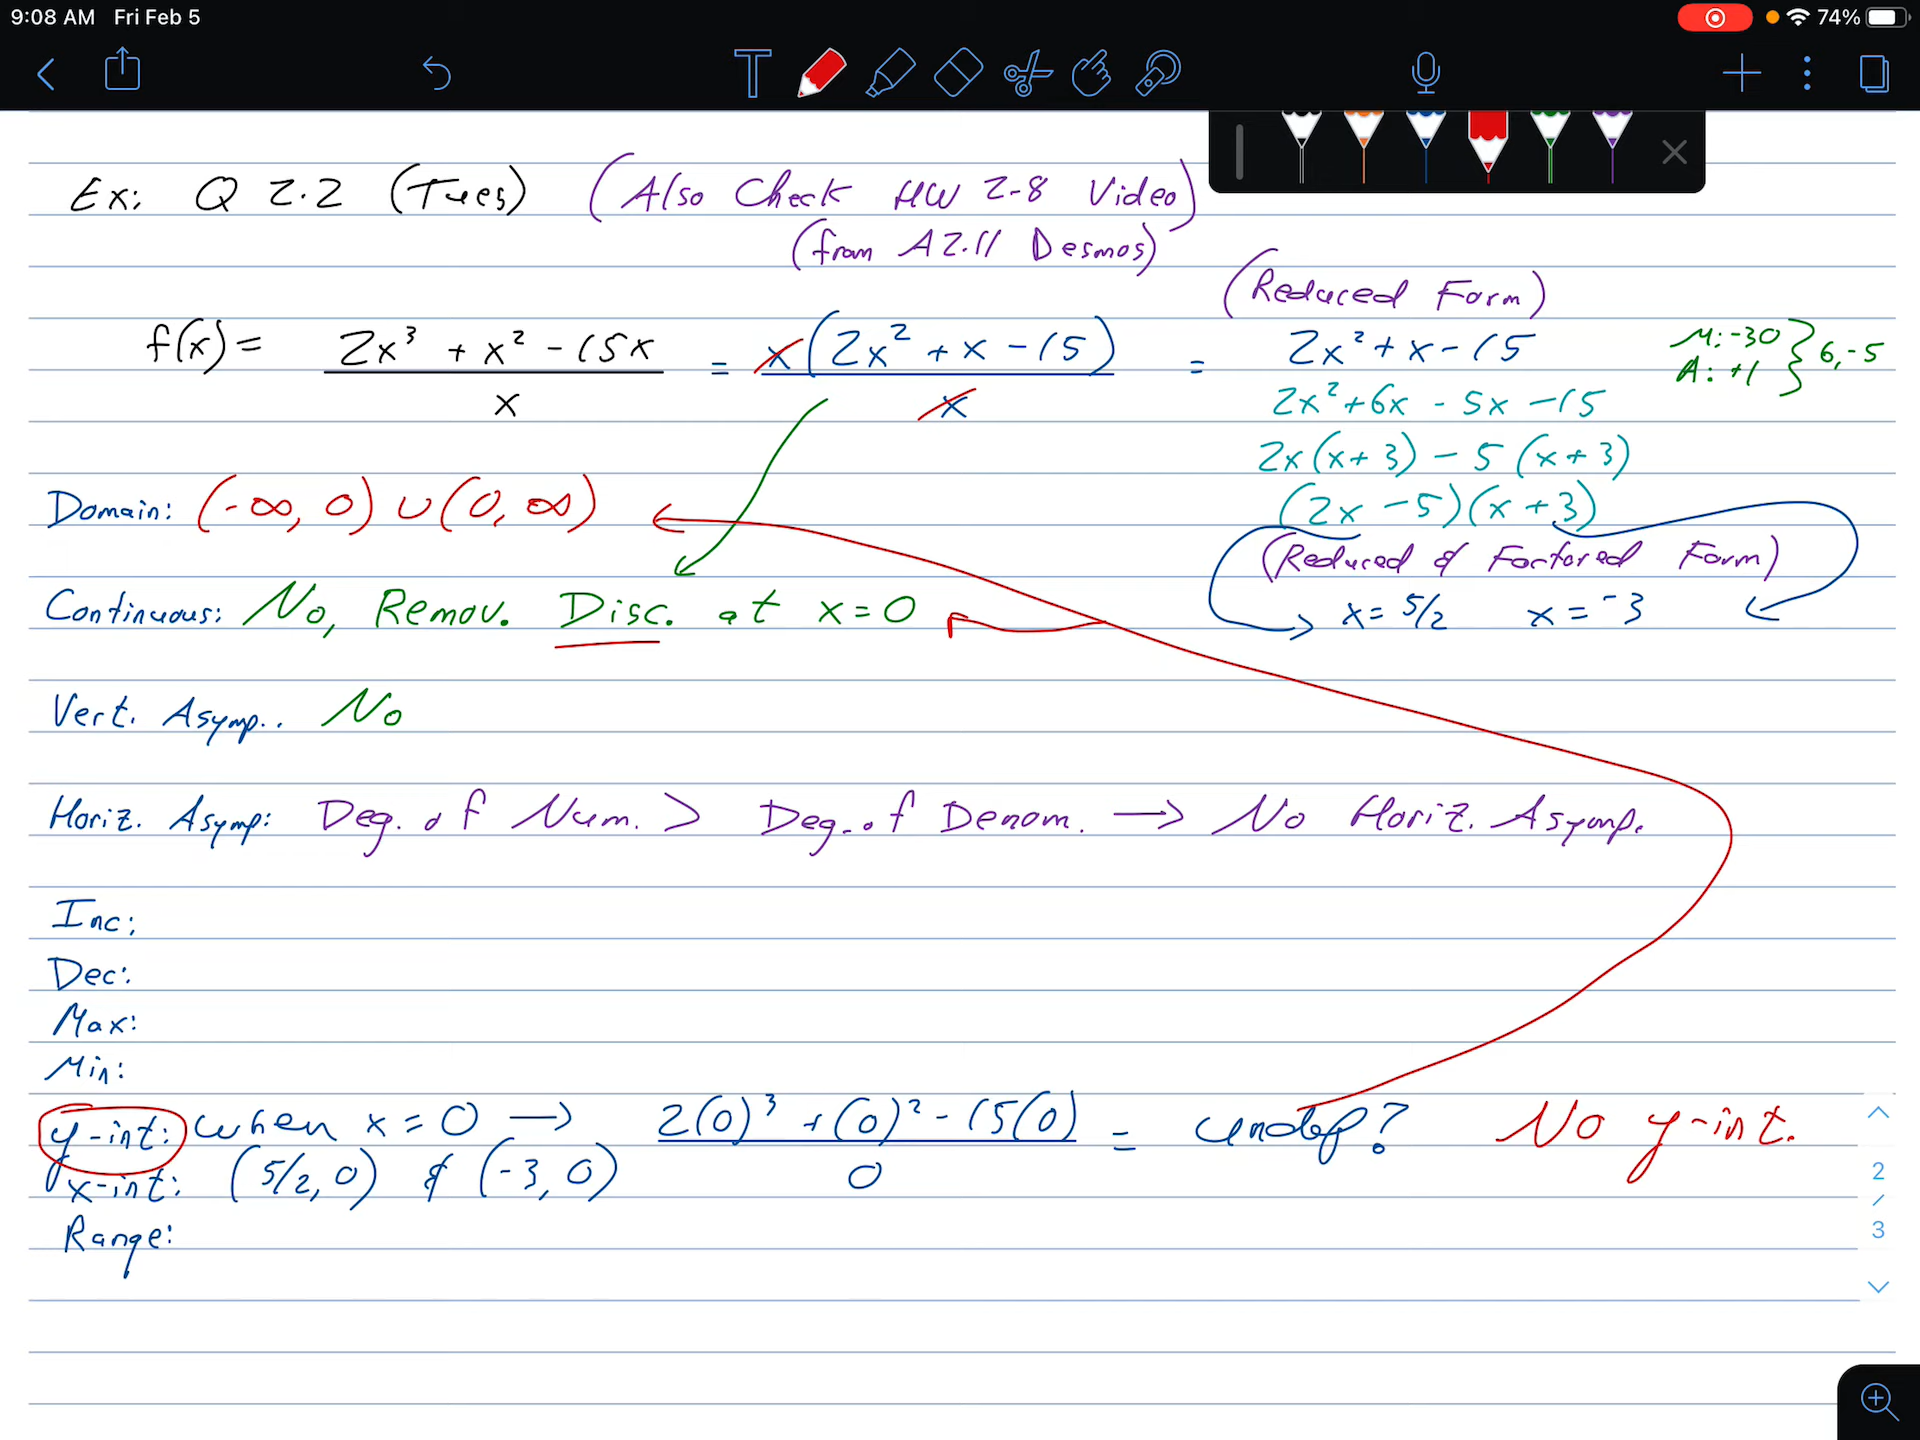 9:08 AM Fri Feb 5 74%
Ex: Q 2.2 (Tues) (Also Check HW 2-8 Video)
(from A2.11 Desmos)
(Reduced Form)
f(x) = 2x³ + x² - 15x / x = x(2x² + x - 15) / x = 2x² + x - 15
M: -30 } 6, -5
A: +1
2x² + 6x - 5x - 15
2x(x + 3) - 5(x + 3)
(2x - 5)(x + 3)
Domain: (-∞, 0) ∪ (0, ∞)
(Reduced & Factored Form)
Continuous: No, Remov. Disc. at x = 0
x = 5/2 x = -3
Vert. Asymp.. No
Horiz. Asymp: Deg. of Num. > Deg. of Denom. → No Horiz. Asymp.
Inc:
Dec:
Max:
Min:
y-int: when x = 0 → 2(0)³ + (0)² - 15(0) / 0 = undef? No y-int.
x-int: (5/2, 0) & (-3, 0)
Range:
2 / 3